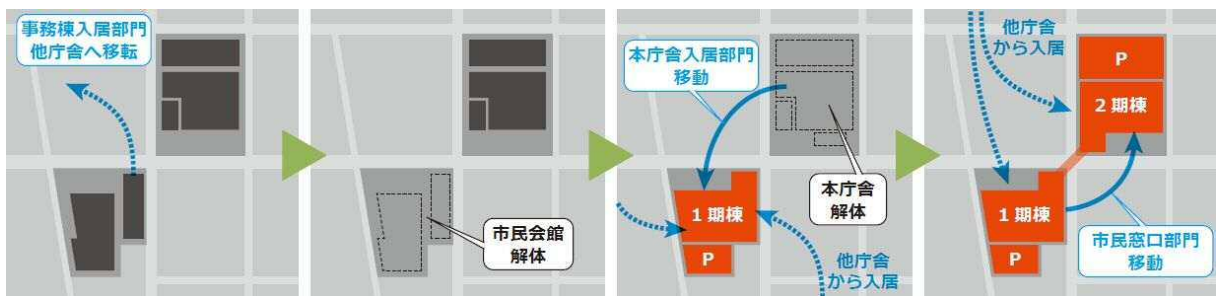 事務棟入居部門
他庁舎へ移転
市民会館
解体
本庁舎入居部門
移動
本庁舎
解体
1期棟
P
他庁舎
から入居
他庁舎
から入居
P
2期棟
1期棟
P
市民窓口部門
移動